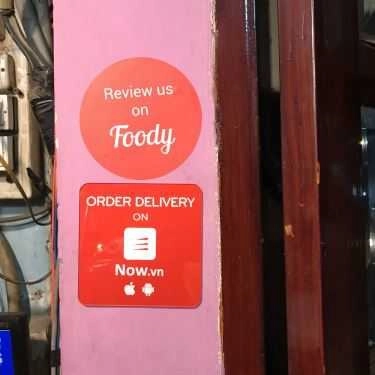 Review us
on
Foody
ORDER DELIVERY
ON
Now.vn